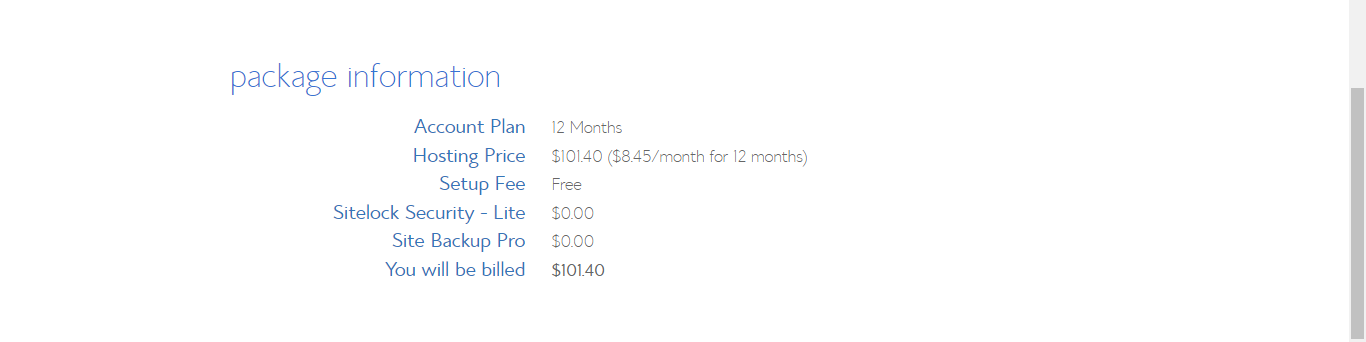 package information
Account Plan 12 Months
Hosting Price $101.40 ($8.45/month for 12 months)
Setup Fee Free
Sitelock Security - Lite $0.00
Site Backup Pro $0.00
You will be billed $101.40